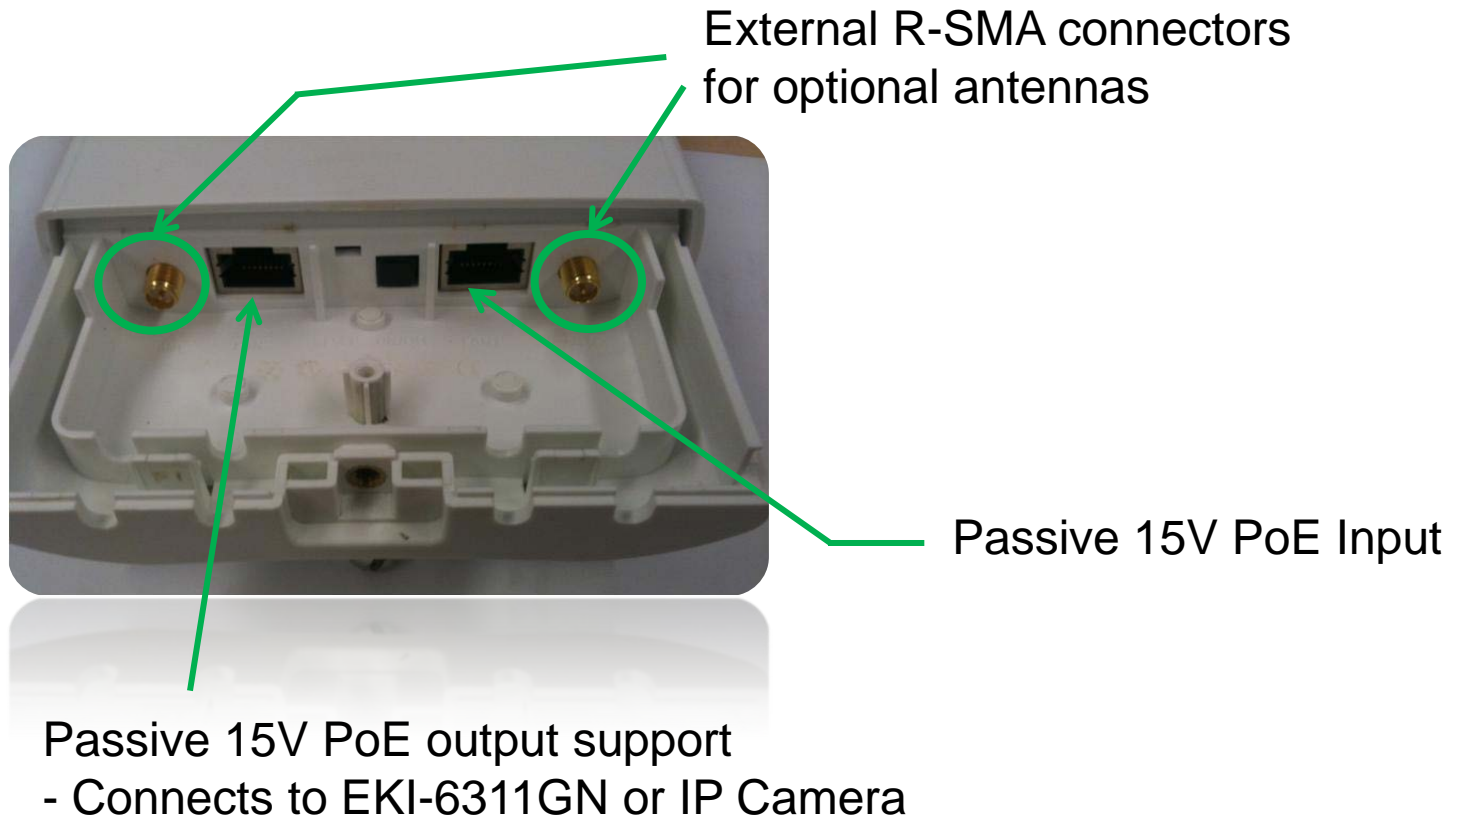 External R-SMA connectors
for optional antennas
Passive 15V PoE Input
Passive 15V PoE output support
- Connects to EKI-6311GN or IP Camera